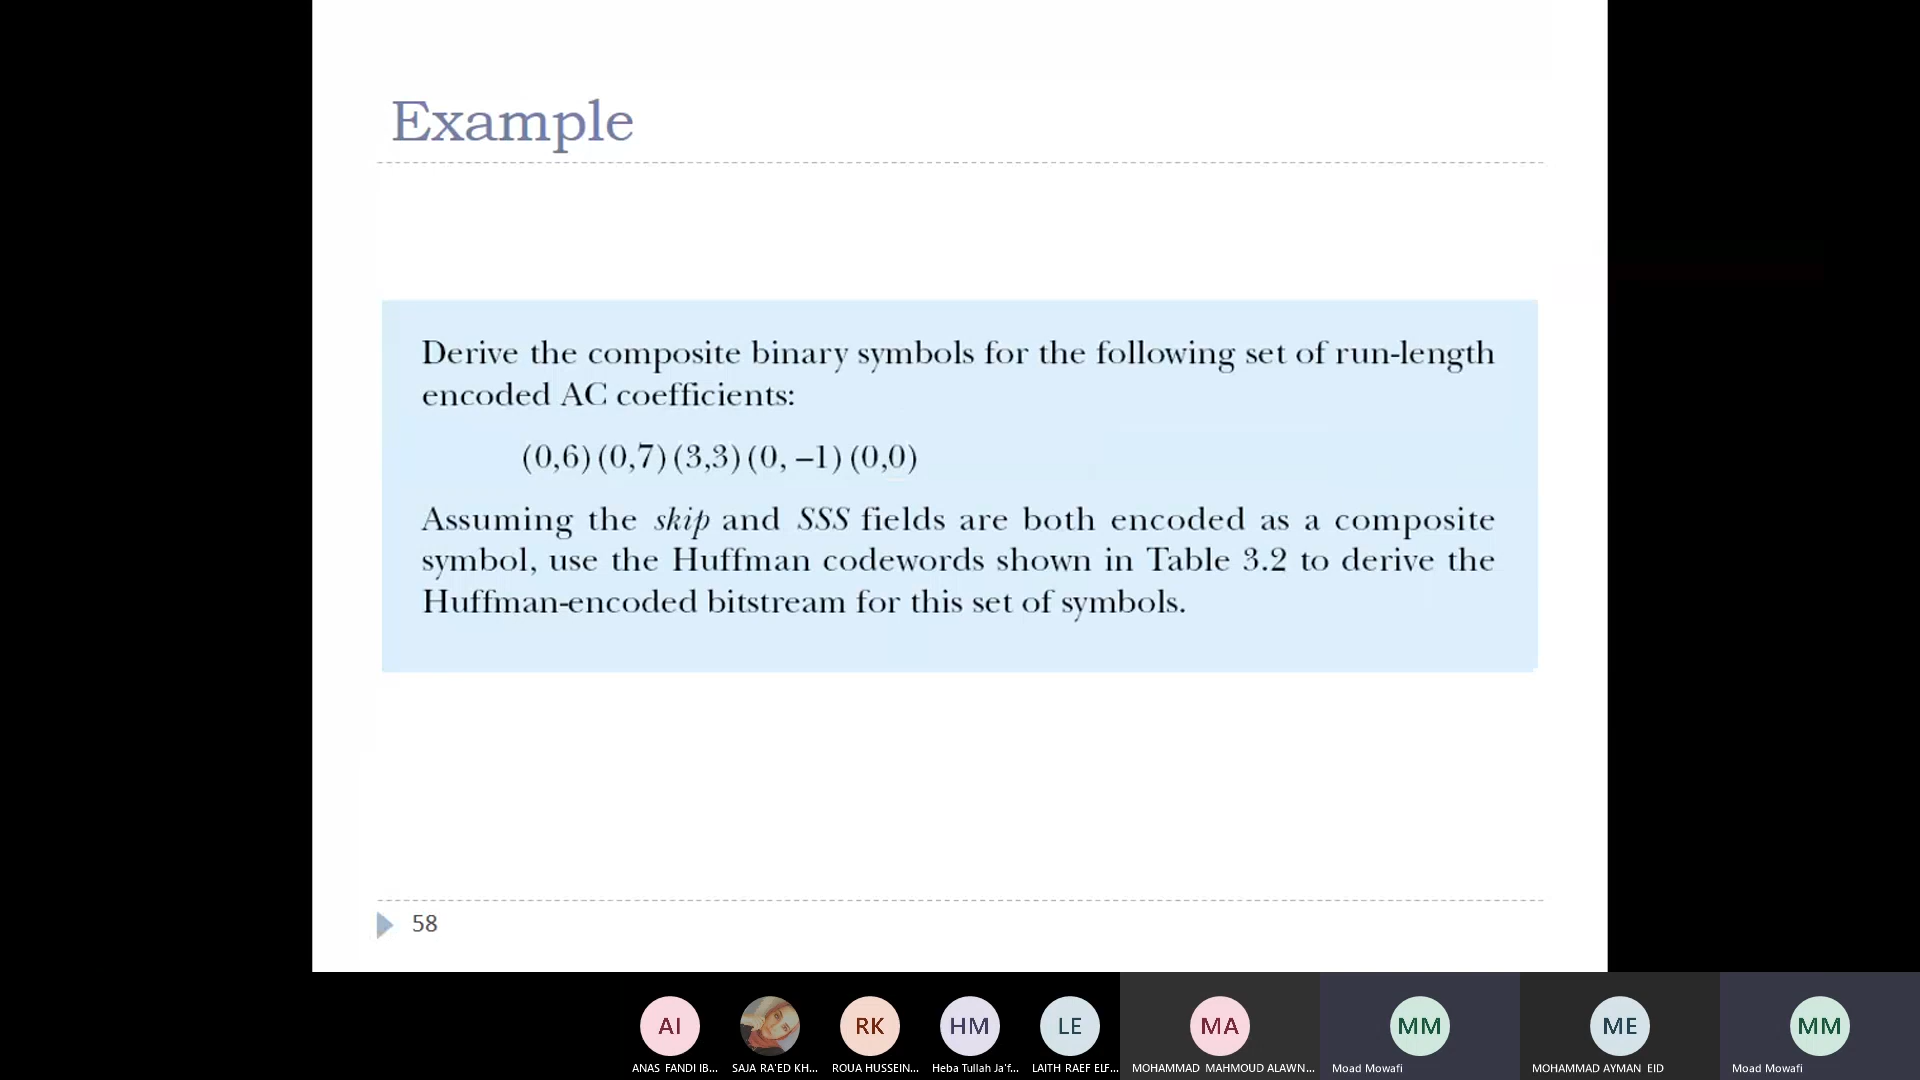 Example
Derive the composite binary symbols for the following set of run-length
encoded AC coefficients:
(0,6) (0,7) (3,3) (0, –1) (0,0)
Assuming the skip and SSS fields are both encoded as a composite
symbol, use the Huffman codewords shown in Table 3.2 to derive the
Huffman-encoded bitstream for this set of symbols.
58
AI RK HM LE MA MM ME MM
ANAS FANDI IB... SAJA RA'ED KH... ROUA HUSSEIN... Heba Tullah Ja'f... LAITH RAEF ELF... MOHAMMAD MAHMOUD ALAWN... Moad Mowafi MOHAMMAD AYMAN EID Moad Mowafi